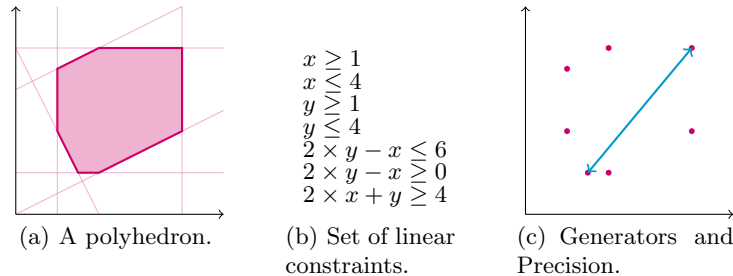 x ≥ 1
x ≤ 4
y ≥ 1
y ≤ 4
2 × y − x ≤ 6
2 × y − x ≥ 0
2 × x + y ≥ 4
(a) A polyhedron.
(b) Set of linear
constraints.
(c) Generators and
Precision.